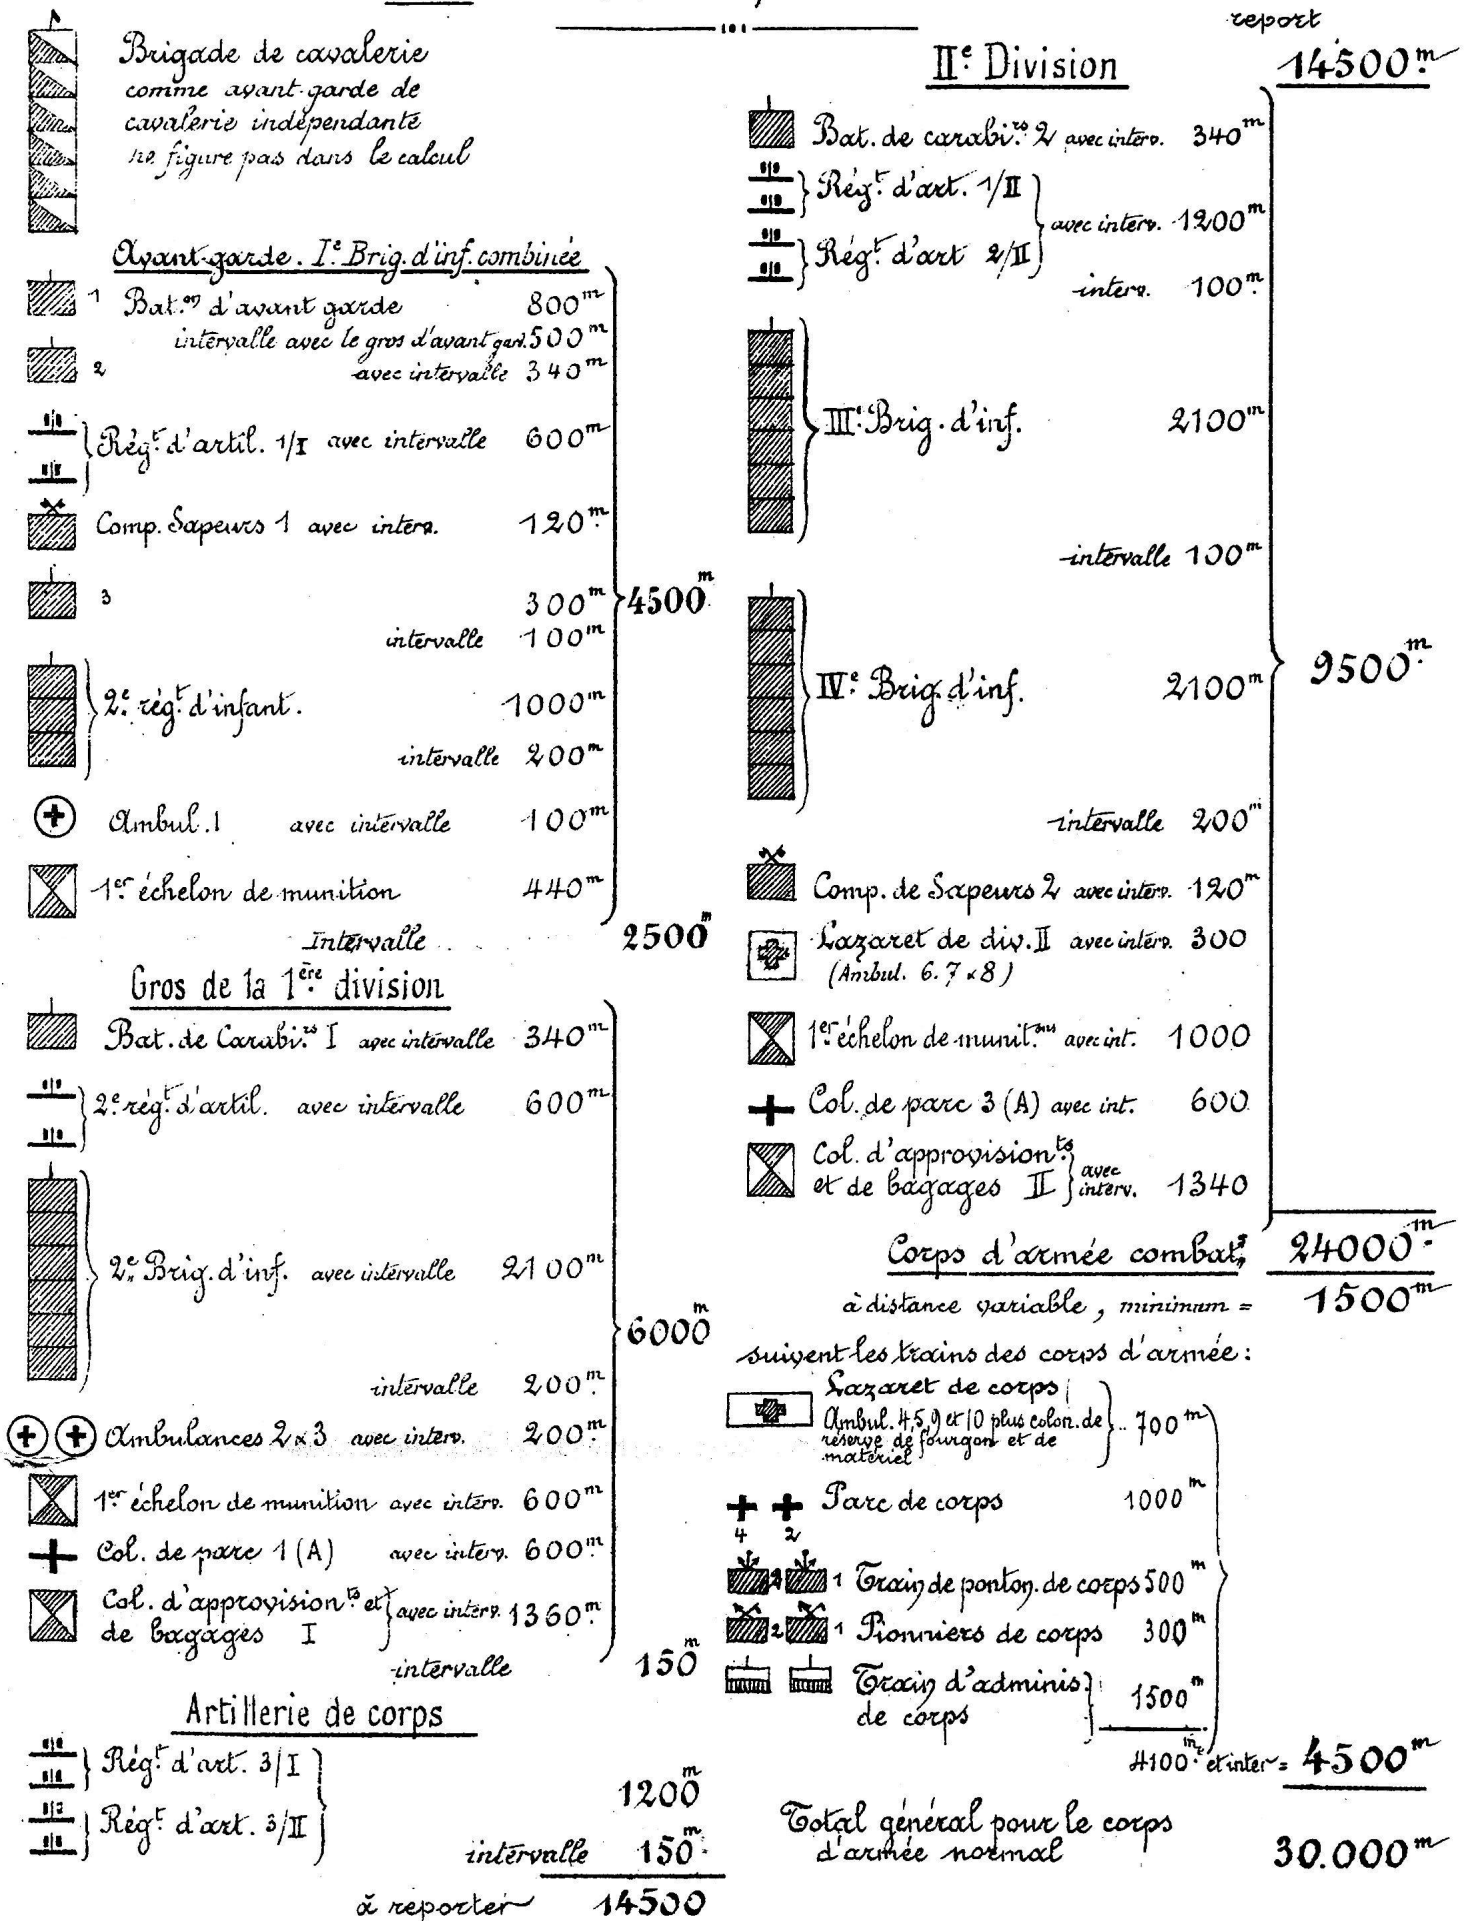 Brigade de cavalerie
comme avant-garde de
cavalerie indépendante
ne figure pas dans le calcul
Avant-garde. Iᵉ Brig. d'inf. combinée
1 Bat.ᵒⁿ d'avant garde 800ᵐ
intervalle avec le gros d'avant gar. 500ᵐ
2 avec intervalle 340ᵐ
Rég.ᵗ d'artil. 1/I avec intervalle 600ᵐ
Comp. Sapeurs 1 avec interv. 120ᵐ
3 300ᵐ
4500ᵐ
intervalle 100ᵐ
2ᵉ rég.ᵗ d'infant. 1000ᵐ
intervalle 200ᵐ
Ambul. 1 avec intervalle 100ᵐ
1ᵉʳ échelon de munition 440ᵐ
Intervalle 2500ᵐ
Gros de la 1ᵉʳᵉ division
Bat. de Carabi.ʳˢ I avec intervalle 340ᵐ
2ᵉ rég.ᵗ d'artil. avec intervalle 600ᵐ
2ᵉ Brig. d'inf. avec intervalle 2100ᵐ
6000ᵐ
intervalle 200ᵐ
Ambulances 2 x 3 avec interv. 200ᵐ
1ᵉʳ échelon de munition avec interv. 600ᵐ
Col. de parc 1 (A) avec interv. 600ᵐ
Col. d'approvision.ᵗˢ et
de bagages I avec interv. 1360ᵐ
intervalle 150ᵐ
Artillerie de corps
Rég.ᵗ d'art. 3/I
1200ᵐ
Rég.ᵗ d'art. 3/II
intervalle 150ᵐ
à reporter 14500
report
IIᵉ Division 14500ᵐ
Bat. de carabi.ʳˢ 2 avec interv. 340ᵐ
Rég.ᵗ d'art. 1/II
avec interv. 1200ᵐ
Rég.ᵗ d'art 2/II
interv. 100ᵐ
IIIᵉ Brig. d'inf. 2100ᵐ
intervalle 100ᵐ
9500ᵐ
IVᵉ Brig. d'inf. 2100ᵐ
intervalle 200ᵐ
Comp. de Sapeurs 2 avec interv. 120ᵐ
Lazaret de div. II avec interv. 300
(Ambul. 6. 7 x 8)
1ᵉʳ échelon de munit.ᵒⁿˢ avec int. 1000
Col. de parc 3 (A) avec int. 600
Col. d'approvision.ᵗˢ
et de bagages II avec interv. 1340
Corps d'armée combat.ᵗ 24000ᵐ
à distance variable, minimum = 1500ᵐ
suivent les trains des corps d'armée:
Lazaret de corps
Ambul. 4, 5, 9 et 10 plus colon. de
réserve de fourgon et de
matériel .. 700ᵐ
Parc de corps 1000ᵐ
4 2
2 1 Train de ponton. de corps 500ᵐ
2 1 Pionniers de corps 300ᵐ
Train d'adminis.
de corps 1500ᵐ
4100ᵐ et inter = 4500ᵐ
Total général pour le corps
d'armée normal 30.000ᵐ